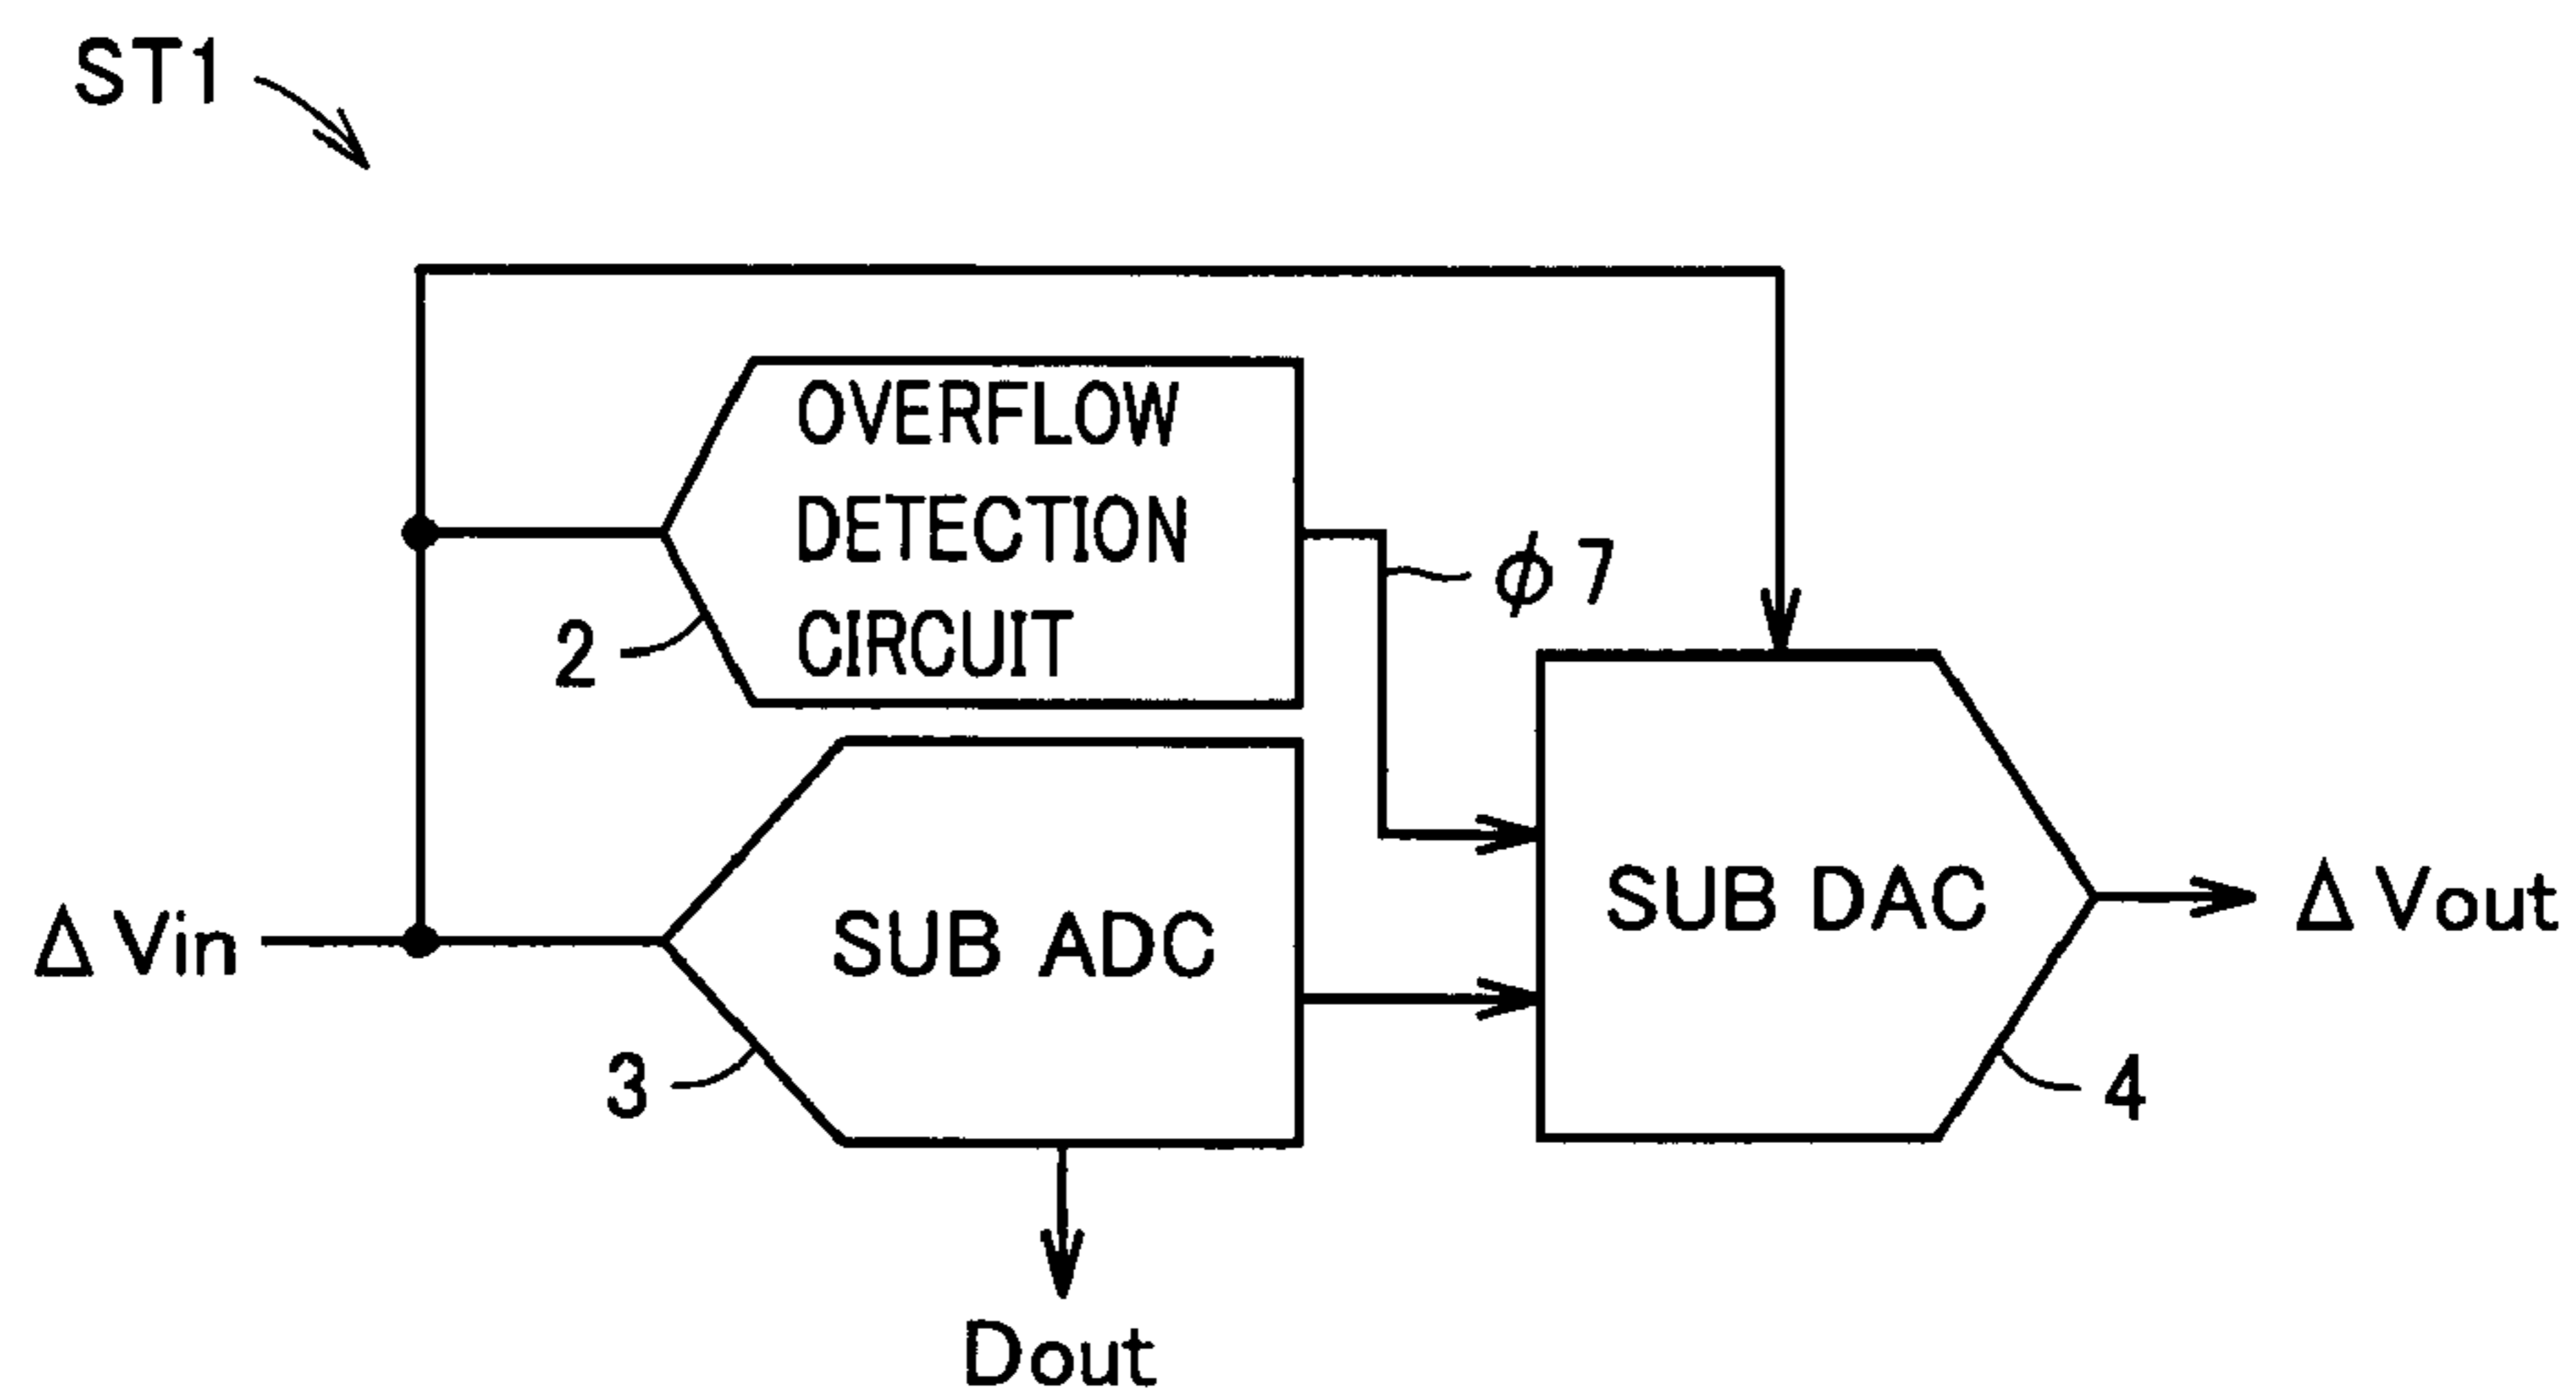 ST1
OVERFLOW
DETECTION
CIRCUIT
2
ϕ7
ΔVin
SUB ADC
SUB DAC
ΔVout
3
4
Dout